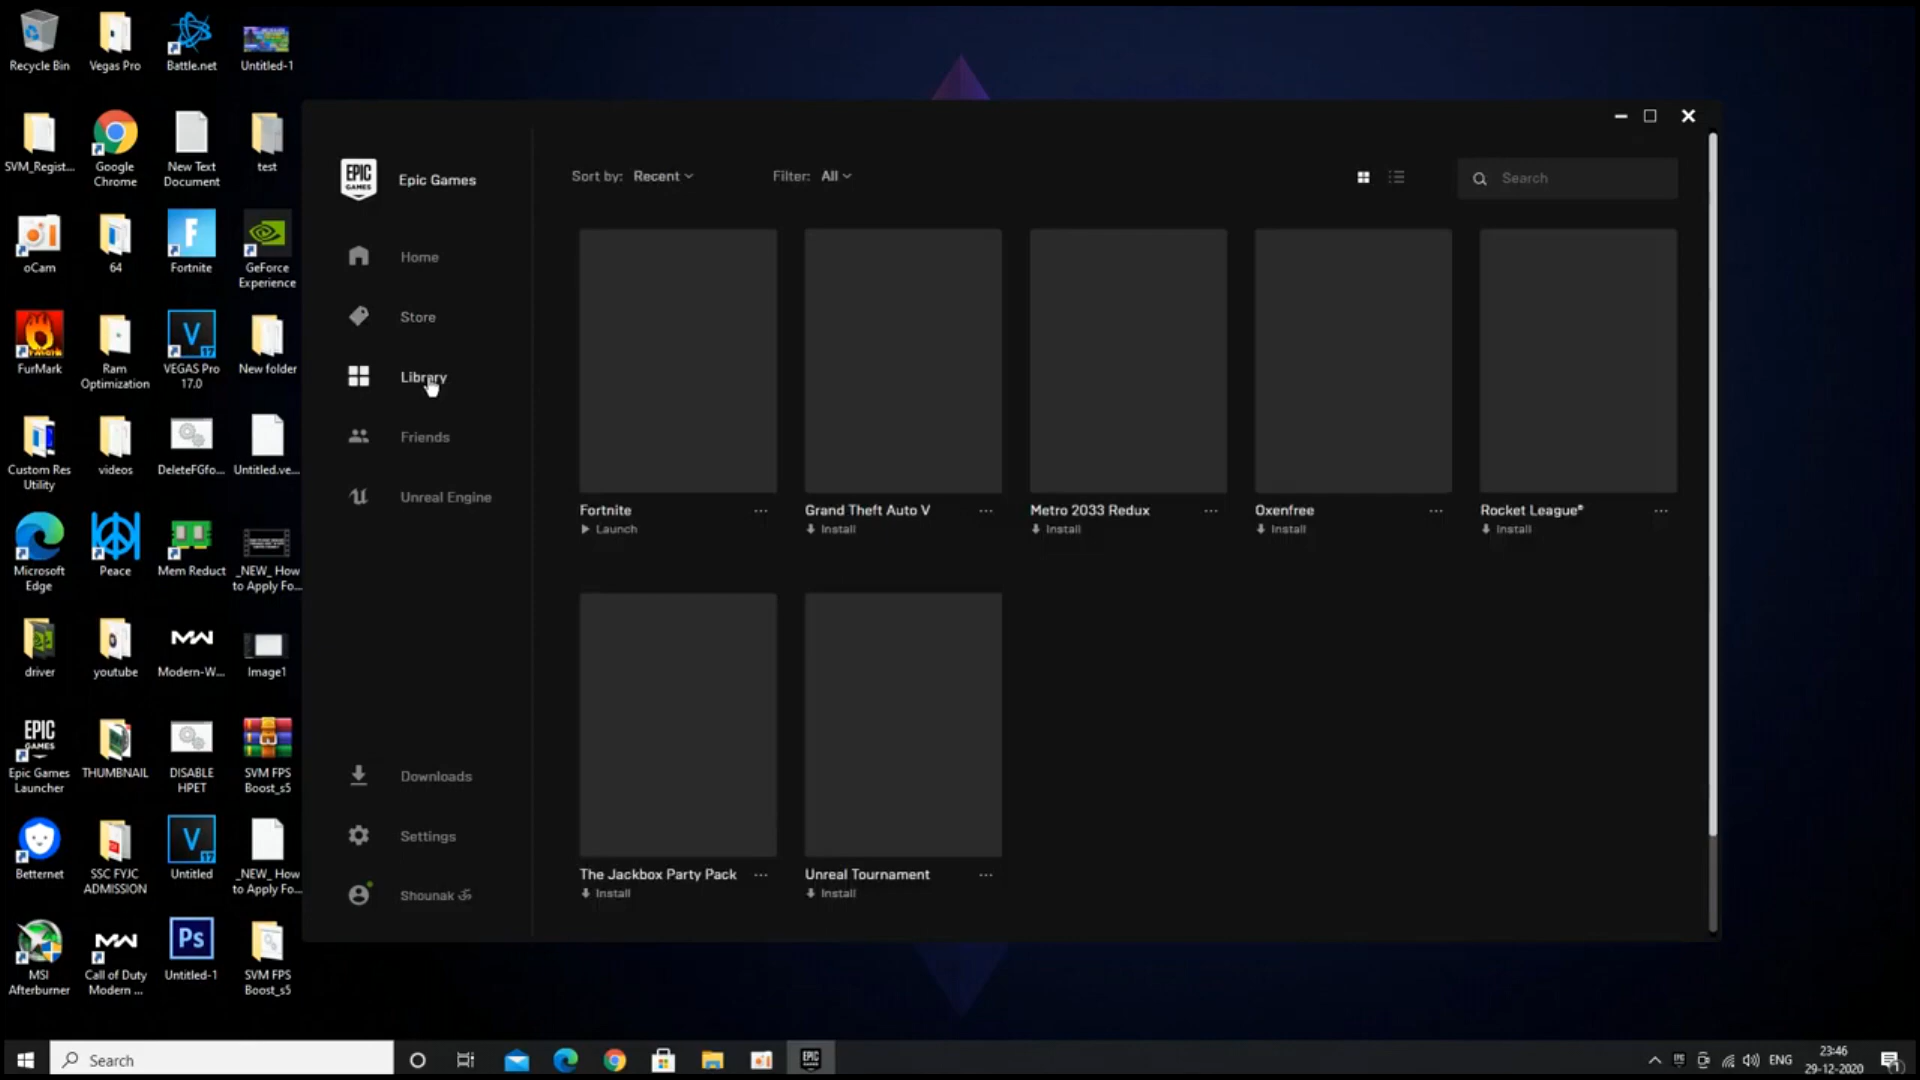 Recycle Bin
Vegas Pro
Battle.net
Untitled-1
SVM_Regist...
Google
Chrome
New Text
Document
test
oCam
64
Fortnite
GeForce
Experience
FurMark
Ram
Optimization
VEGAS Pro
17.0
New folder
Custom Res
Utility
videos
DeleteFGfo...
Untitled.ve...
Microsoft
Edge
Peace
Mem Reduct
_NEW_ How
to Apply Fo...
driver
youtube
Modern-W...
Image1
EPIC
GAMES
Epic Games
Launcher
THUMBNAIL
DISABLE
HPET
SVM FPS
Boost_s5
Betternet
SSC FYJC
ADMISSION
Untitled
_NEW_ How
to Apply Fo...
MSI
Afterburner
Call of Duty
Modern ...
Ps
Untitled-1
SVM FPS
Boost_s5
EPIC
GAMES
Epic Games
Home
Store
Library
Friends
Unreal Engine
Downloads
Settings
Shounak ॐ
Sort by: Recent
Filter: All
Search
Fortnite
Launch
Grand Theft Auto V
Install
Metro 2033 Redux
Install
Oxenfree
Install
Rocket League®
Install
The Jackbox Party Pack
Install
Unreal Tournament
Install
Search
ENG
23:46
29-12-2020